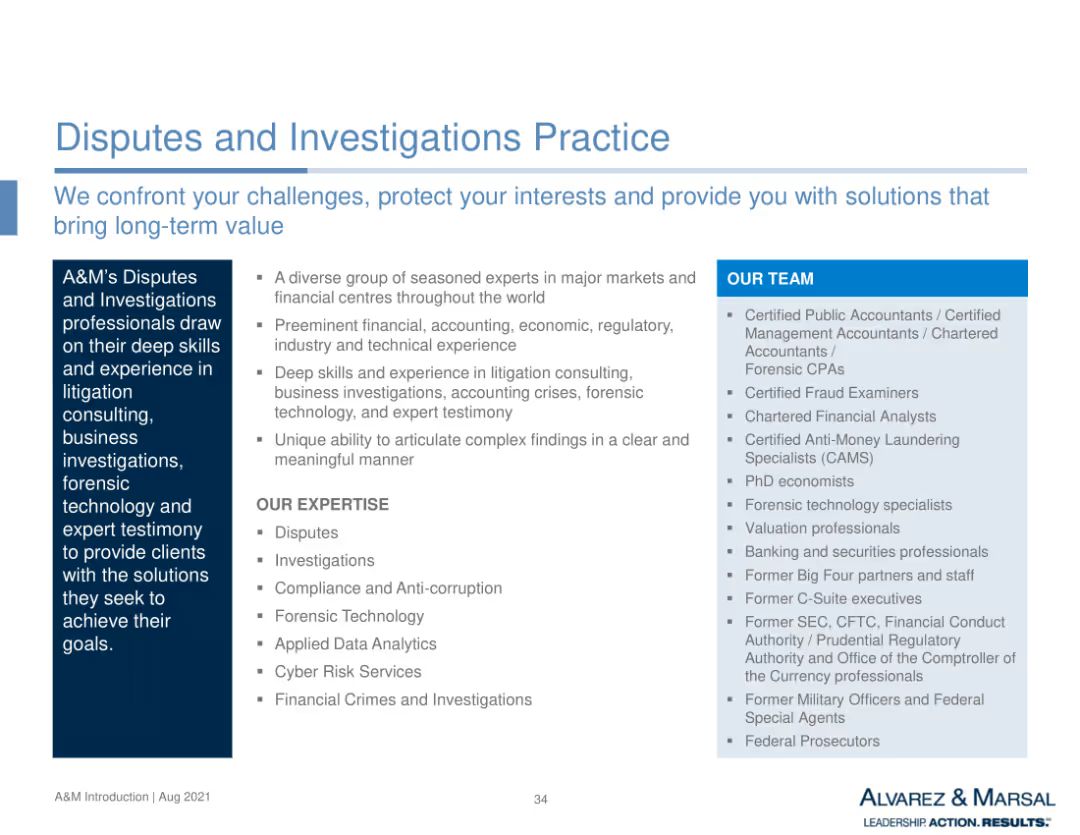 Disputes and Investigations Practice
We confront your challenges, protect your interests and provide you with solutions that
bring long-term value
A&M's Disputes
and Investigations
professionals draw
on their deep skills
and experience in
litigation
consulting,
business
investigations,
forensic
technology and
expert testimony
to provide clients
with the solutions
they seek to
achieve their
goals.
▪ A diverse group of seasoned experts in major markets and
financial centres throughout the world
▪ Preeminent financial, accounting, economic, regulatory,
industry and technical experience
▪ Deep skills and experience in litigation consulting,
business investigations, accounting crises, forensic
technology, and expert testimony
▪ Unique ability to articulate complex findings in a clear and
meaningful manner
OUR EXPERTISE
▪ Disputes
▪ Investigations
▪ Compliance and Anti-corruption
▪ Forensic Technology
▪ Applied Data Analytics
▪ Cyber Risk Services
▪ Financial Crimes and Investigations
OUR TEAM
▪ Certified Public Accountants / Certified
Management Accountants / Chartered
Accountants /
Forensic CPAs
▪ Certified Fraud Examiners
▪ Chartered Financial Analysts
▪ Certified Anti-Money Laundering
Specialists (CAMS)
▪ PhD economists
▪ Forensic technology specialists
▪ Valuation professionals
▪ Banking and securities professionals
▪ Former Big Four partners and staff
▪ Former C-Suite executives
▪ Former SEC, CFTC, Financial Conduct
Authority / Prudential Regulatory
Authority and Office of the Comptroller of
the Currency professionals
▪ Former Military Officers and Federal
Special Agents
▪ Federal Prosecutors
A&M Introduction | Aug 2021
34
ALVAREZ & MARSAL
LEADERSHIP. ACTION. RESULTS.™